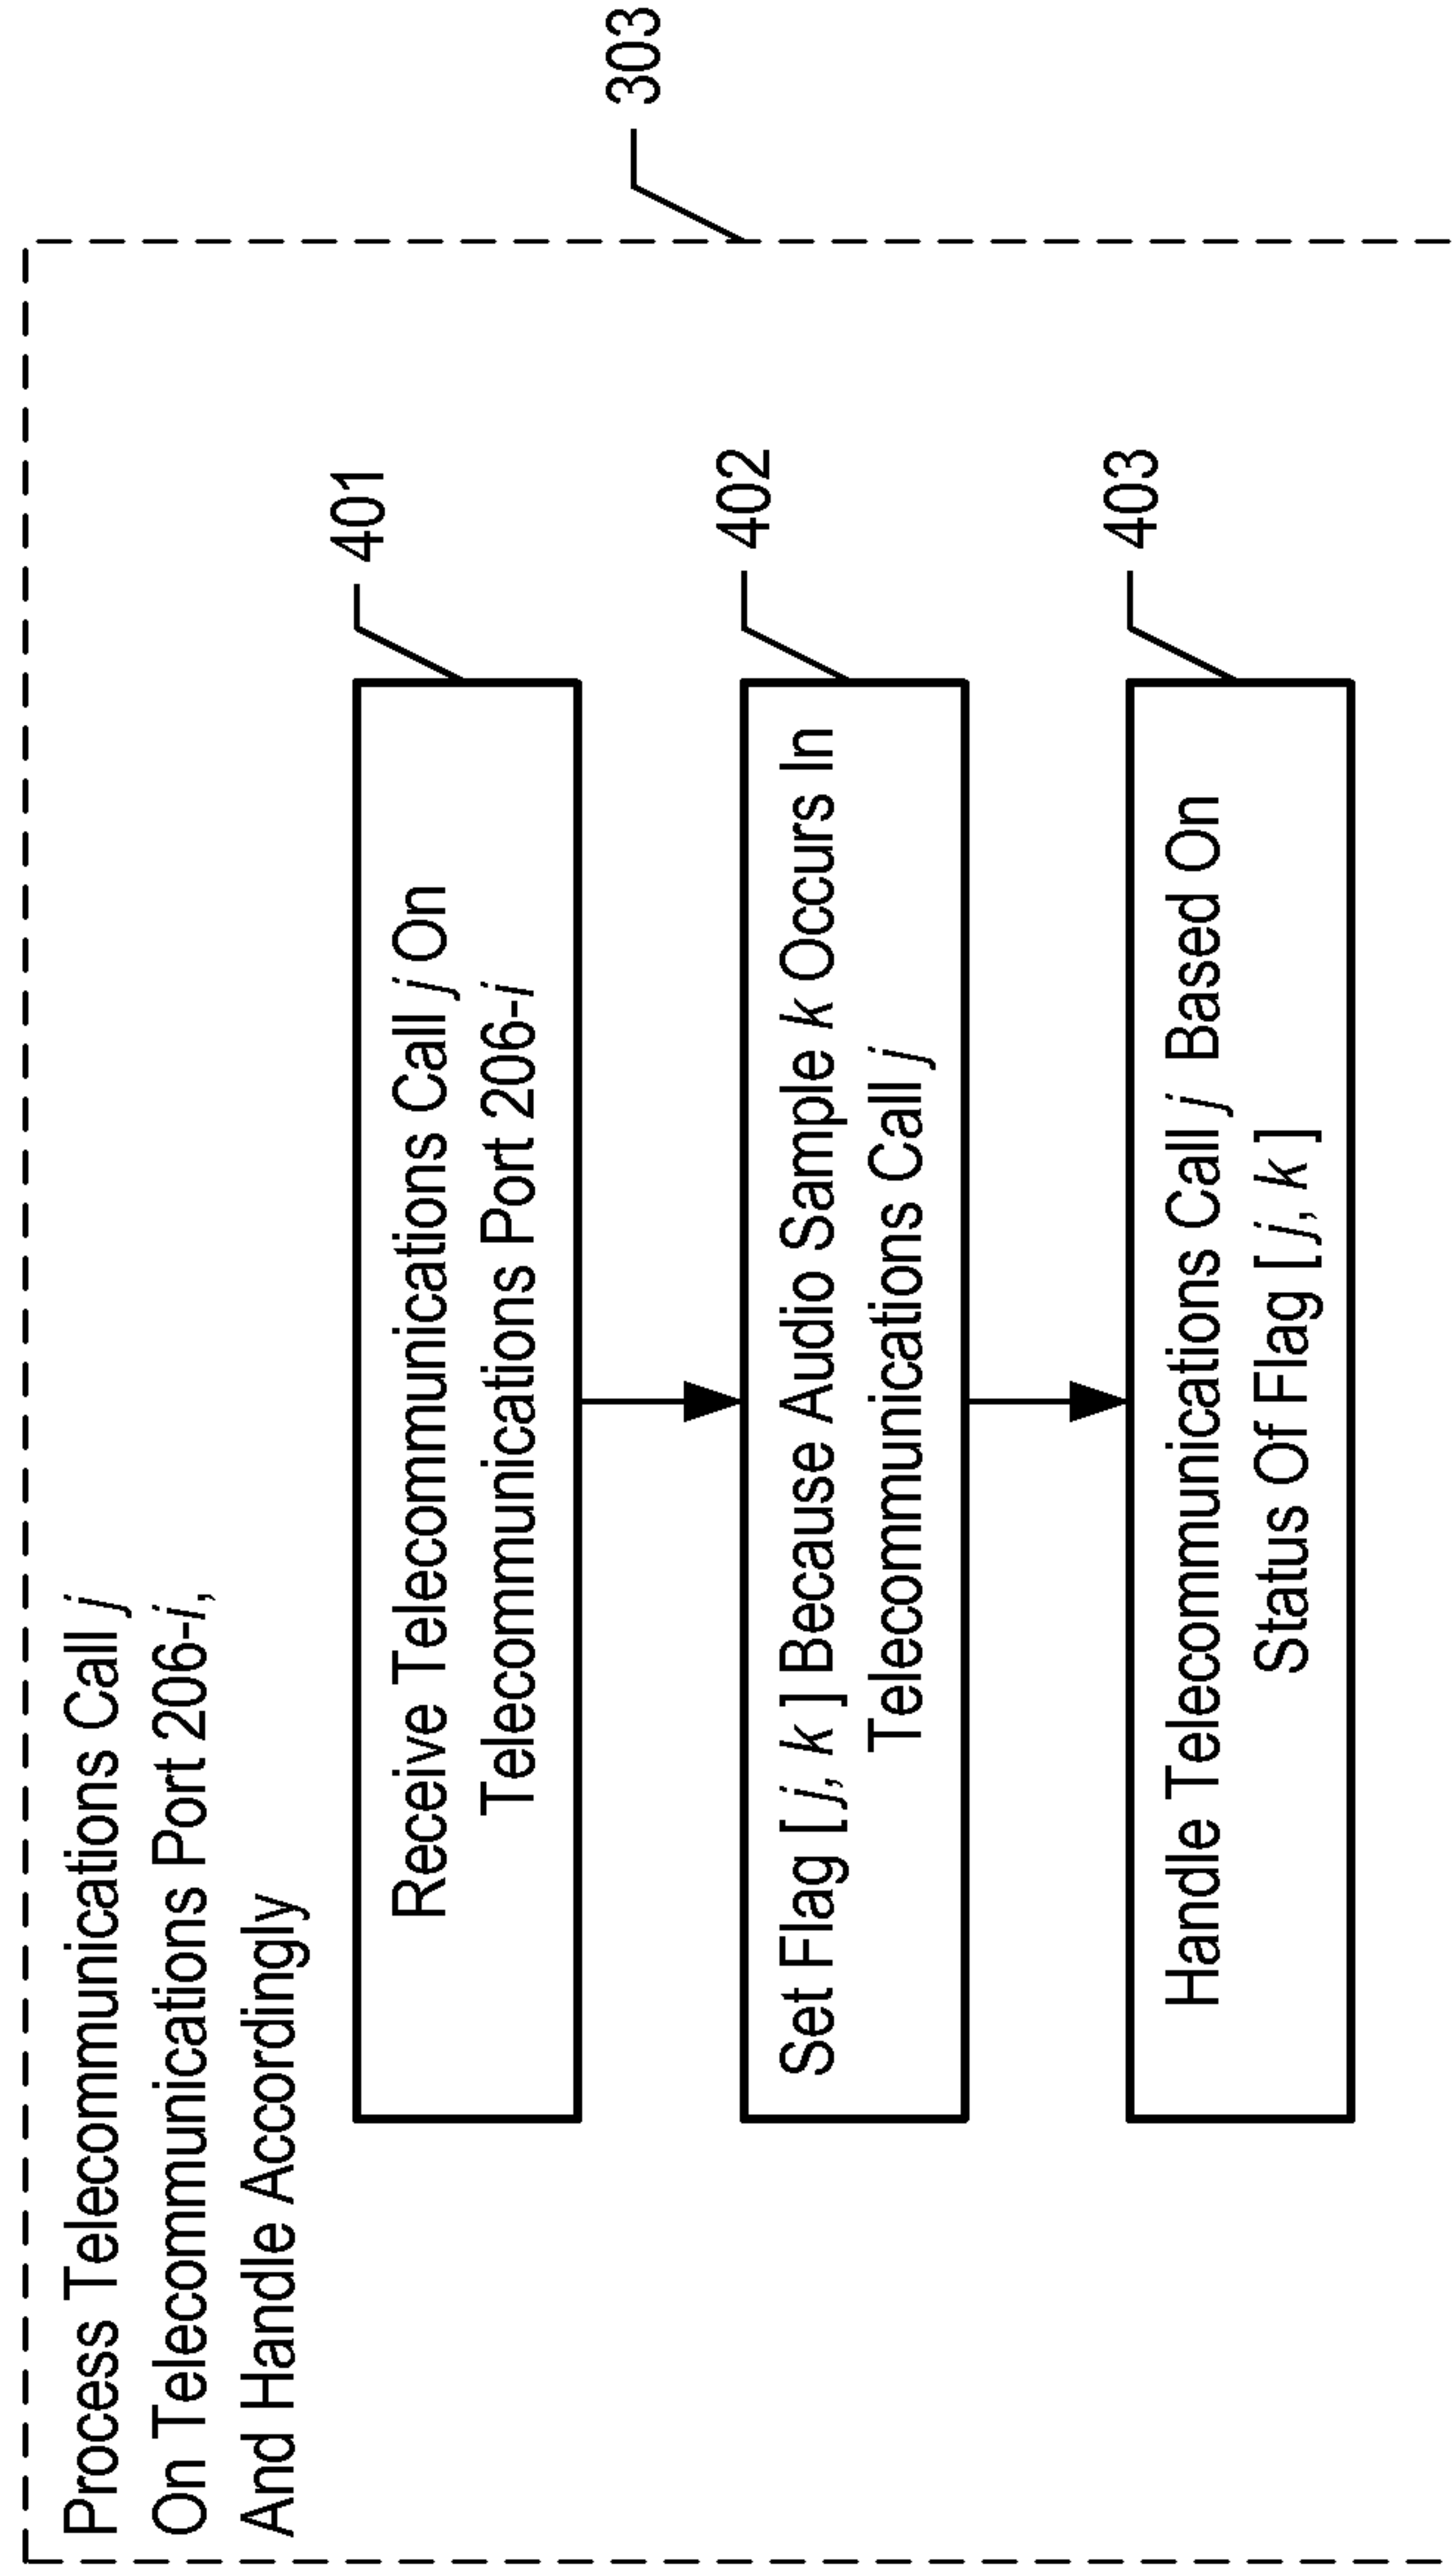 Process Telecommunications Call j
On Telecommunications Port 206-i,
And Handle Accordingly
303
401
Receive Telecommunications Call j On
Telecommunications Port 206-i
402
Set Flag [ j, k ] Because Audio Sample k Occurs In
Telecommunications Call j
403
Handle Telecommunications Call j Based On
Status Of Flag [ j, k ]